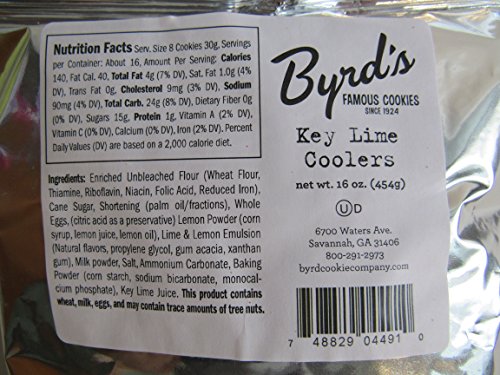 Nutrition Facts Serv. Size 8 Cookies 30g, Servings
per Container: About 16, Amount Per Serving: Calories
140, Fat Cal. 40, Total Fat 4g (7% DV), Sat. Fat 1.0g (4%
DV), Trans Fat 0g, Cholesterol 9mg (3% DV), Sodium
90mg (4% DV), Total Carb. 24g (8% DV), Dietary Fiber 0g
(0% DV), Sugars 15g, Protein 1g, Vitamin A (2% DV),
Vitamin C (0% DV), Calcium (0% DV), Iron (2% DV). Percent
Daily Values (DV) are based on a 2,000 calorie diet.
Ingredients: Enriched Unbleached Flour (Wheat Flour,
Thiamine, Riboflavin, Niacin, Folic Acid, Reduced Iron),
Cane Sugar, Shortening (palm oil/fractions), Whole
Eggs, (citric acid as a preservative) Lemon Powder (corn
syrup, lemon juice, lemon oil), Lime & Lemon Emulsion
(Natural flavors, propylene glycol, gum acacia, xanthan
gum), Milk powder, Salt, Ammonium Carbonate, Baking
Powder (corn starch, sodium bicarbonate, monocal-
cium phosphate), Key Lime Juice. This product contains
wheat, milk, eggs, and may contain trace amounts of tree nuts.
Byrd's
FAMOUS COOKIES
SINCE 1924
Key Lime
Coolers
net wt. 16 oz. (454g)
U D
6700 Waters Ave.
Savannah, GA 31406
800-291-2973
byrdcookiecompany.com
7 48829 04491 0